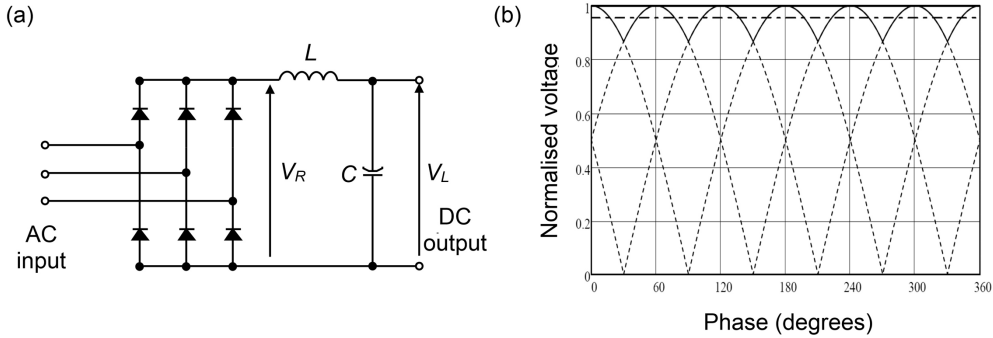 (a)
L
V_R
C
V_L
AC
input
DC
output
(b)
Normalised voltage
1
0.8
0.6
0.4
0.2
0
0 60 120 180 240 300 360
Phase (degrees)